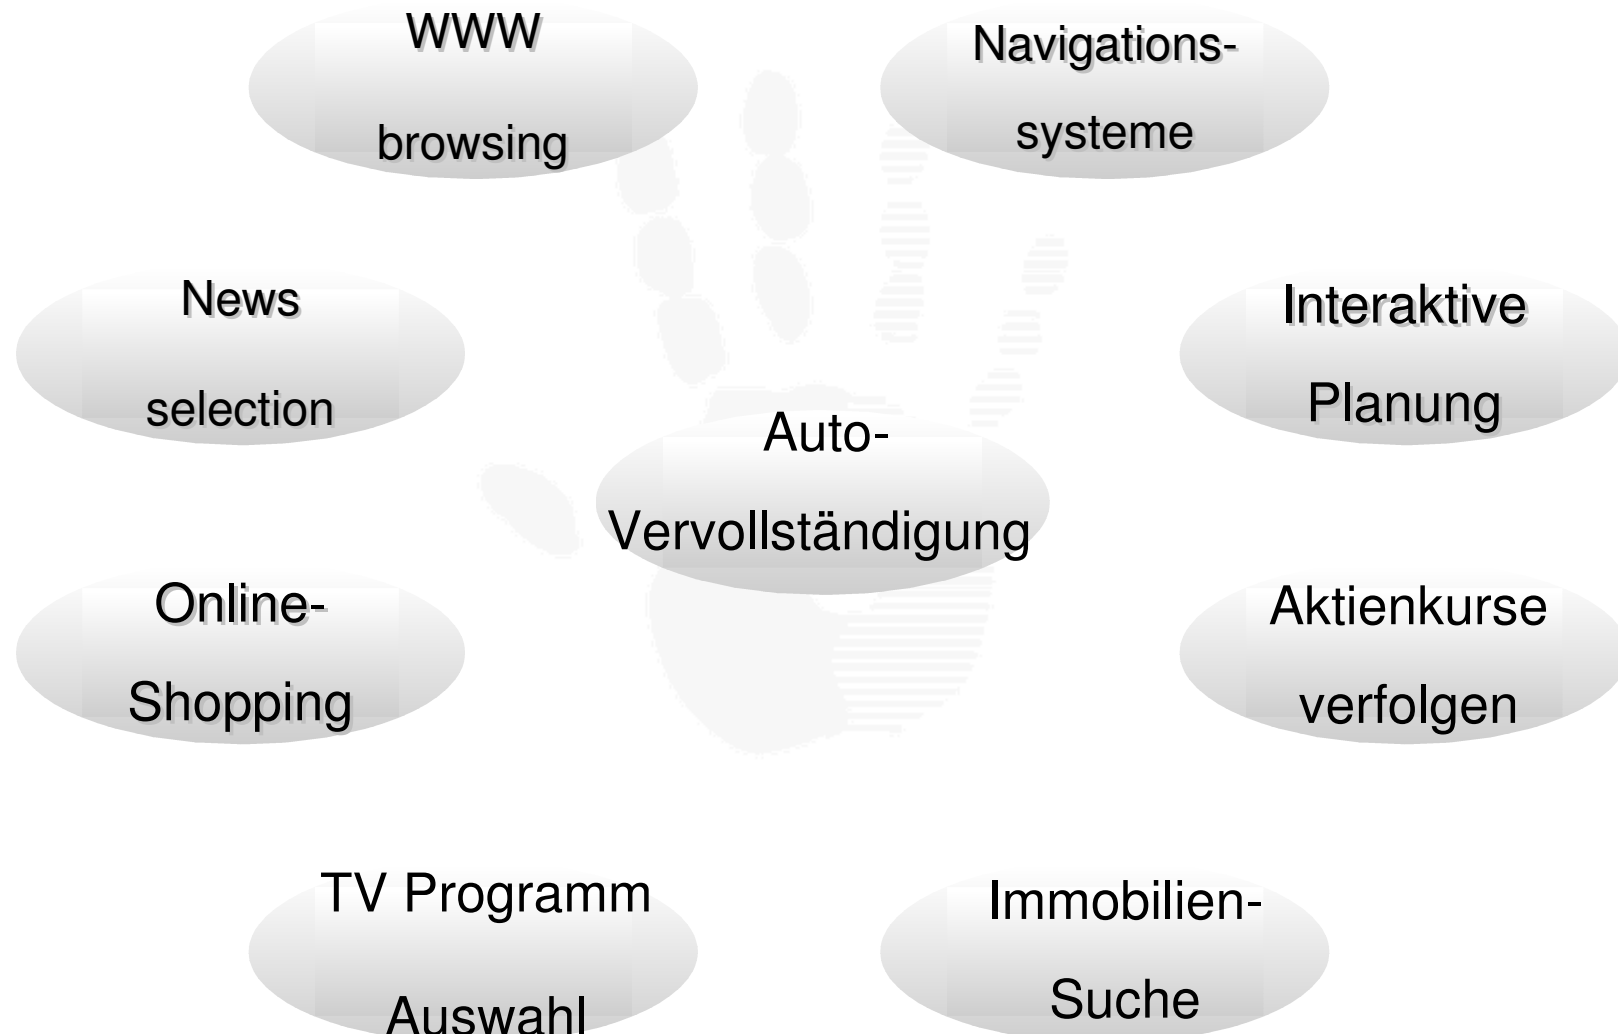 WWW
browsing
Navigations-
systeme
News
selection
Interaktive
Planung
Auto-
Vervollständigung
Online-
Shopping
Aktienkurse
verfolgen
TV Programm
Auswahl
Immobilien-
Suche